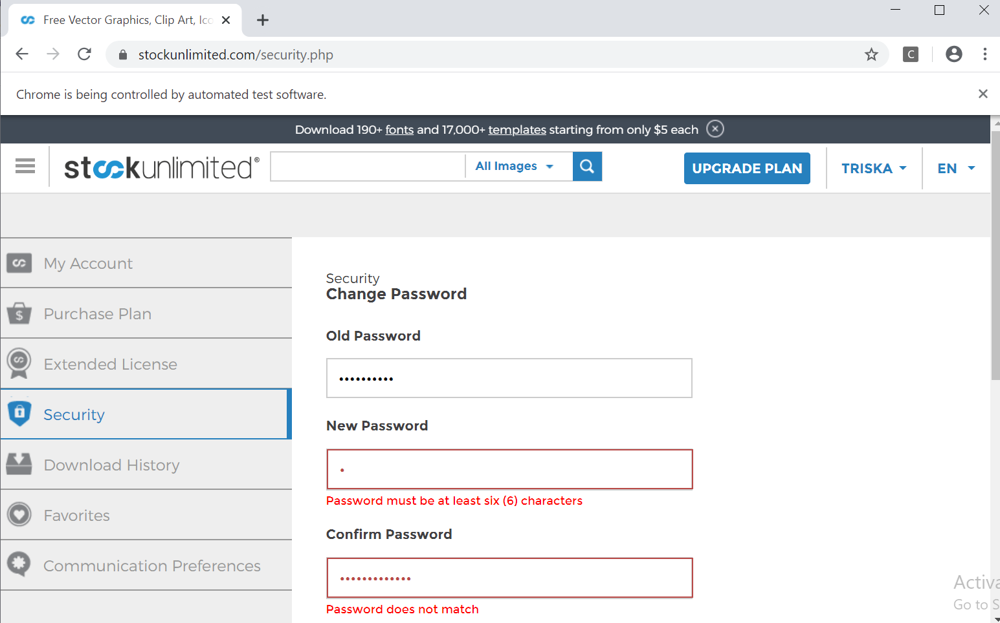 Free Vector Graphics, Clip Art, Ico
stockunlimited.com/security.php
C
Chrome is being controlled by automated test software.
Download 190+ fonts and 17,000+ templates starting from only $5 each
stockunlimited®
All Images
UPGRADE PLAN
TRISKA
EN
My Account
Purchase Plan
Extended License
Security
Download History
Favorites
Communication Preferences
Security
Change Password
Old Password
••••••••••
New Password
•
Password must be at least six (6) characters
Confirm Password
•••••••••••••
Password does not match
Activa
Go to S